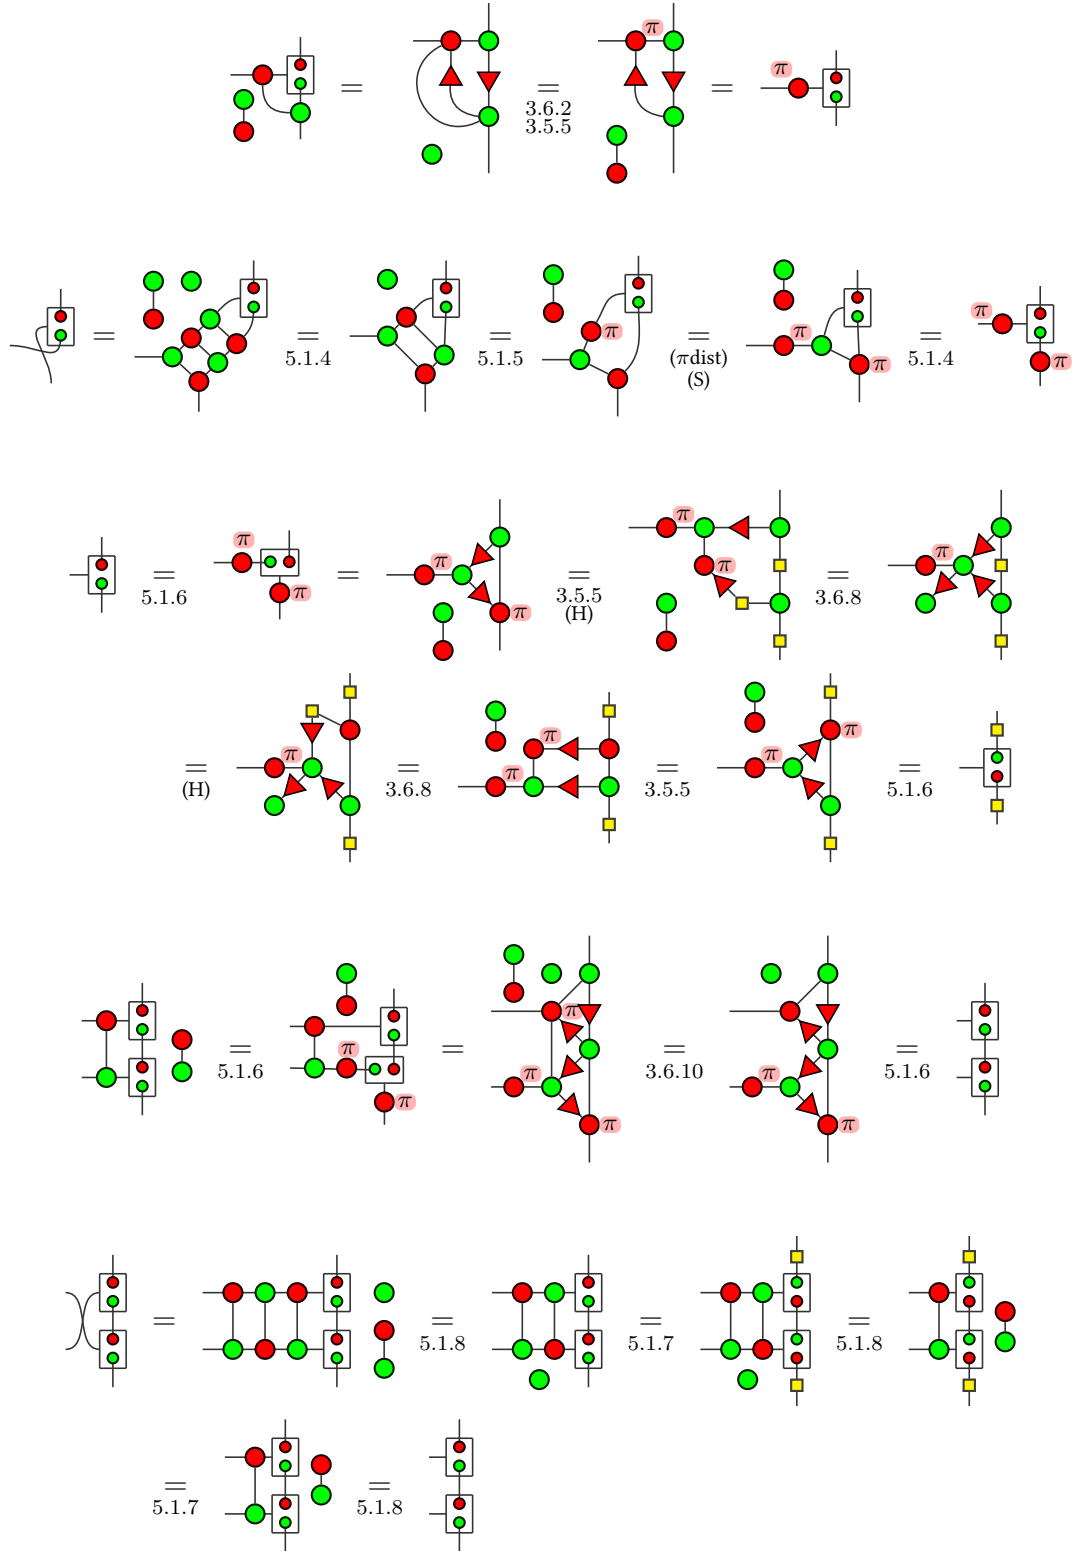 = = π = π
3.6.2
3.5.5
= = = π = π π = π π
5.1.4 5.1.5 (πdist) 5.1.4
(S)
= π π = π π = π π = π
5.1.6 3.5.5 3.6.8
(H)
= π = π π = π π =
(H) 3.6.8 3.5.5 5.1.6
= π π = π π π = π π =
5.1.6 3.6.10 5.1.6
= = = =
5.1.8 5.1.7 5.1.8
= =
5.1.7 5.1.8